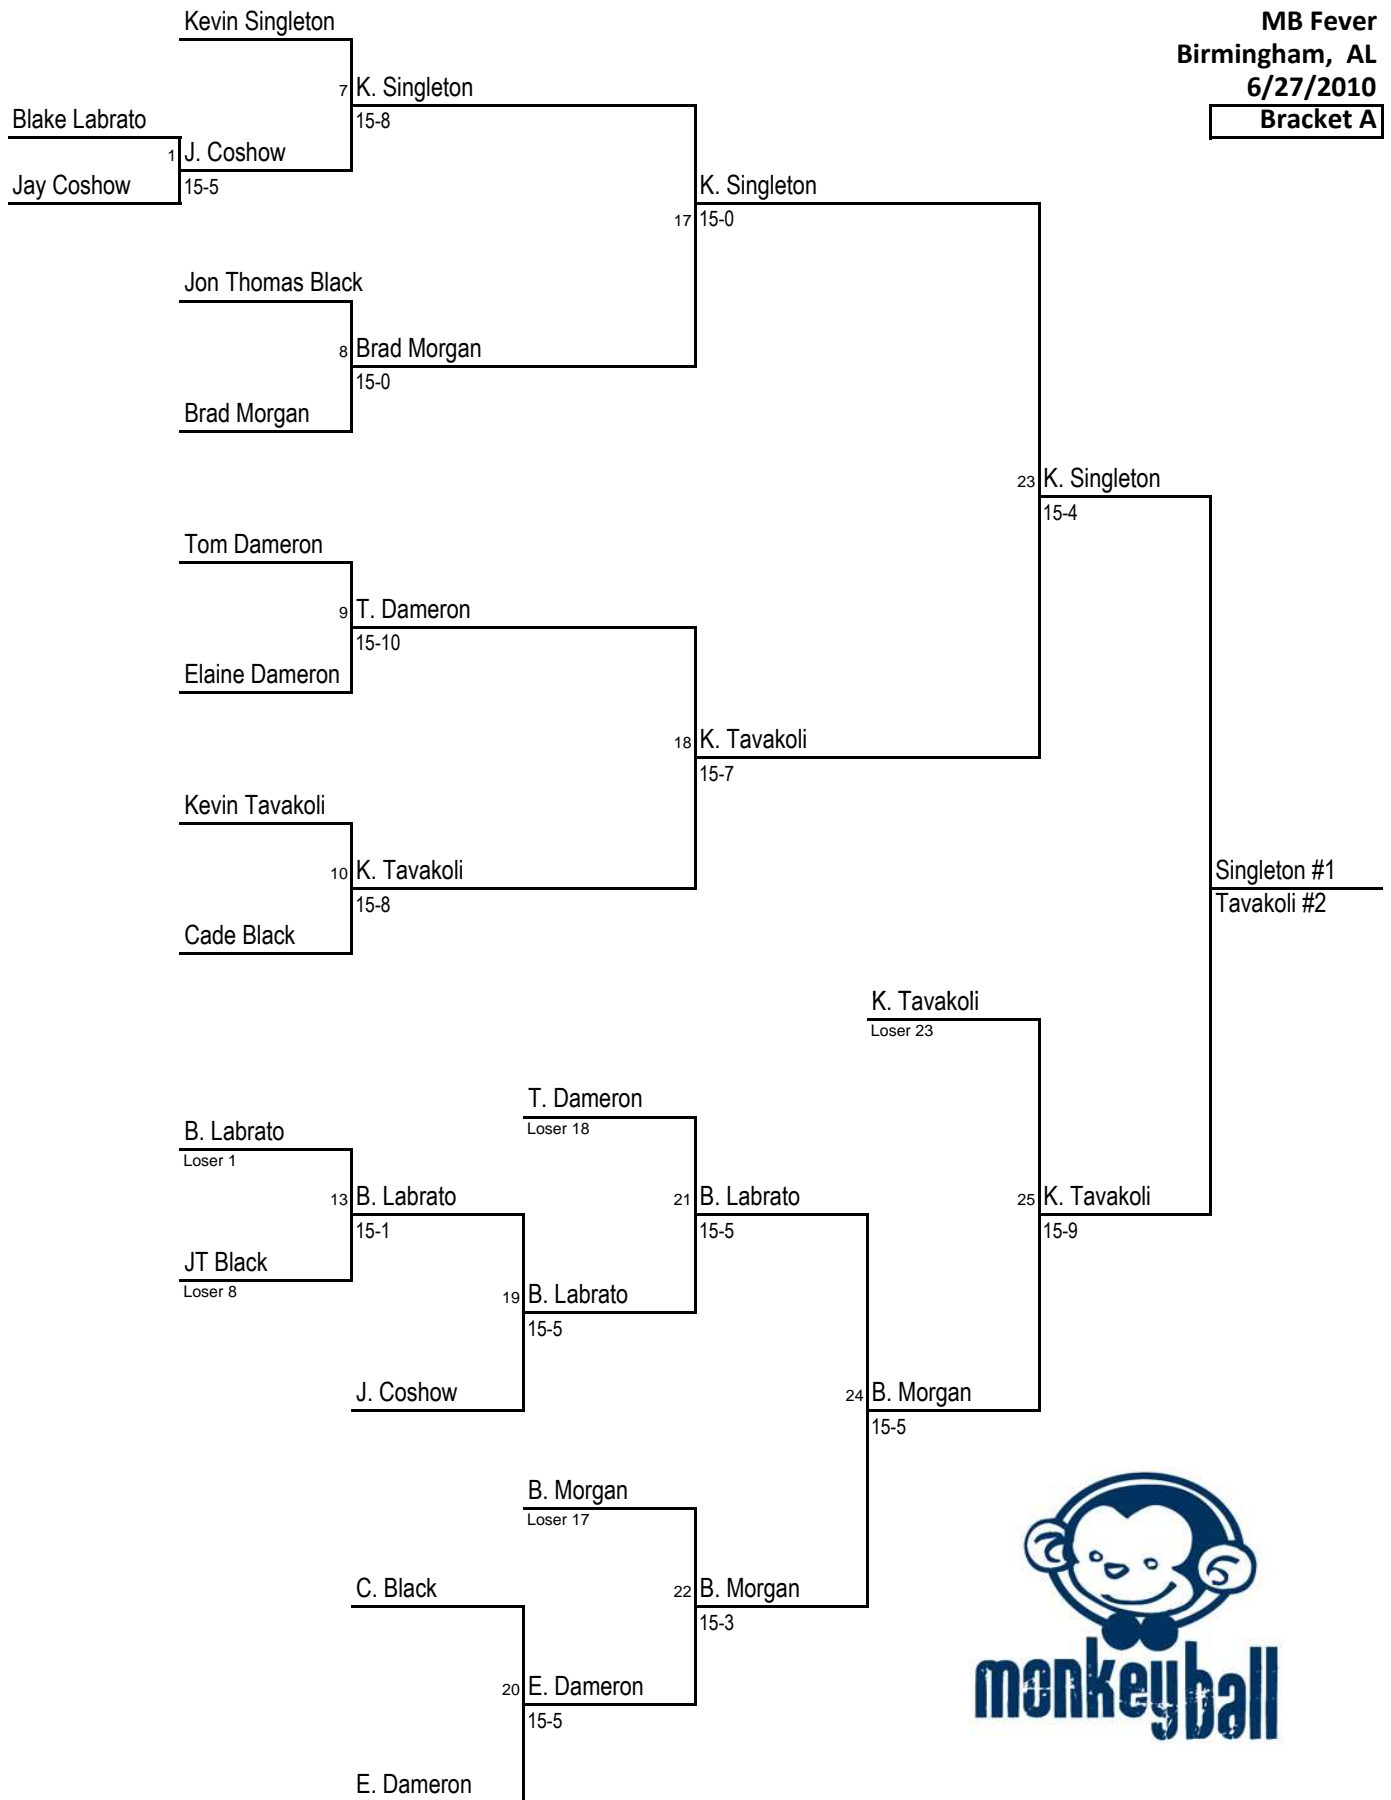 Kevin Singleton
MB Fever
Birmingham, AL
6/27/2010
Bracket A
7 K. Singleton
15-8
Blake Labrato
1 J. Coshow
15-5
Jay Coshow
K. Singleton
17 15-0
Jon Thomas Black
8 Brad Morgan
15-0
Brad Morgan
23 K. Singleton
15-4
Tom Dameron
9 T. Dameron
15-10
Elaine Dameron
18 K. Tavakoli
15-7
Kevin Tavakoli
10 K. Tavakoli
15-8
Cade Black
Singleton #1
Tavakoli #2
K. Tavakoli
Loser 23
T. Dameron
Loser 18
B. Labrato
Loser 1
13 B. Labrato
15-1
21 B. Labrato
15-5
25 K. Tavakoli
15-9
JT Black
Loser 8
19 B. Labrato
15-5
J. Coshow
24 B. Morgan
15-5
B. Morgan
Loser 17
C. Black
22 B. Morgan
15-3
20 E. Dameron
15-5
E. Dameron
monkeyball